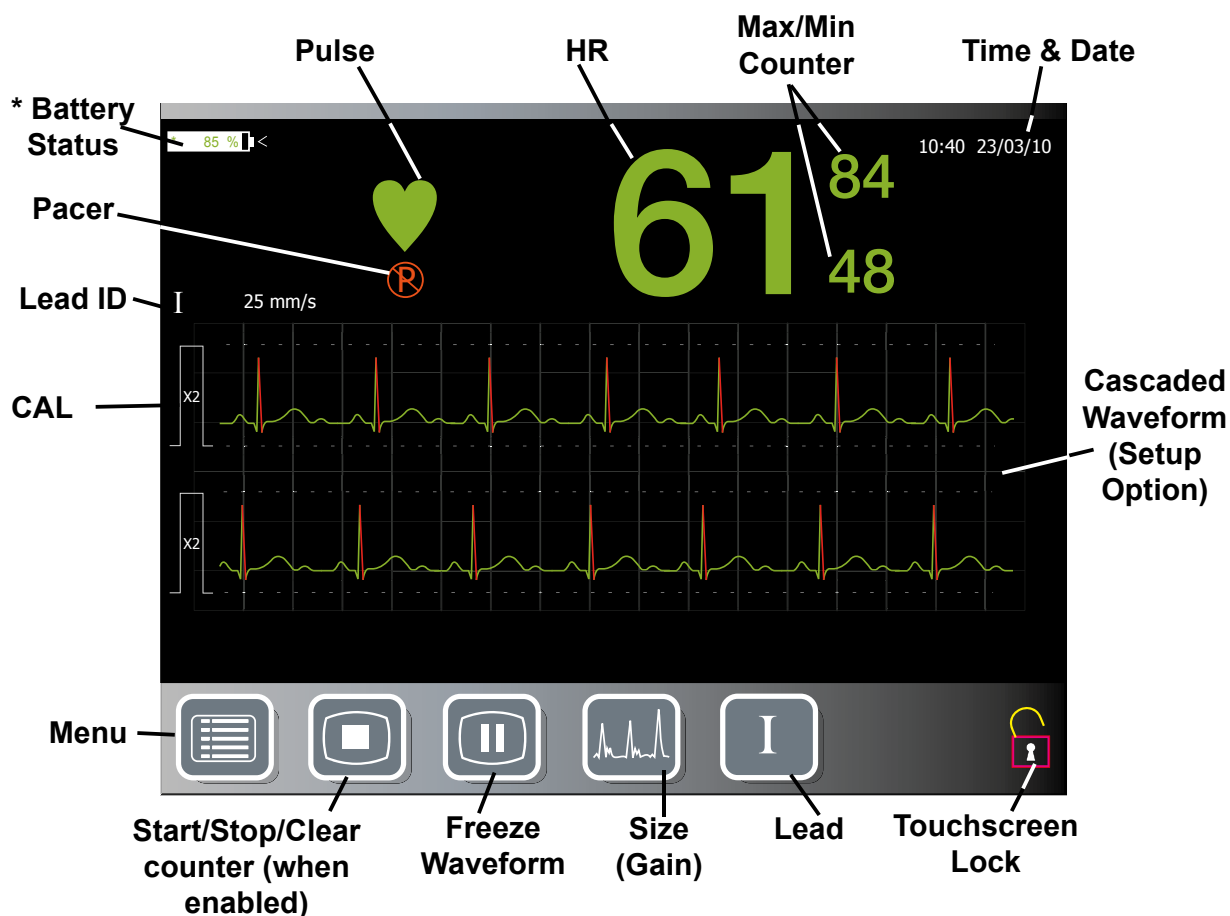 Pulse
HR
Max/Min
Counter
Time & Date
* Battery
Status
* 85 %
<
61
84
48
10:40 23/03/10
Pacer
P
Lead ID
I
25 mm/s
CAL
X2
Cascaded
Waveform
(Setup
Option)
X2
Menu
I
Start/Stop/Clear
counter (when
enabled)
Freeze
Waveform
Size
(Gain)
Lead
Touchscreen
Lock